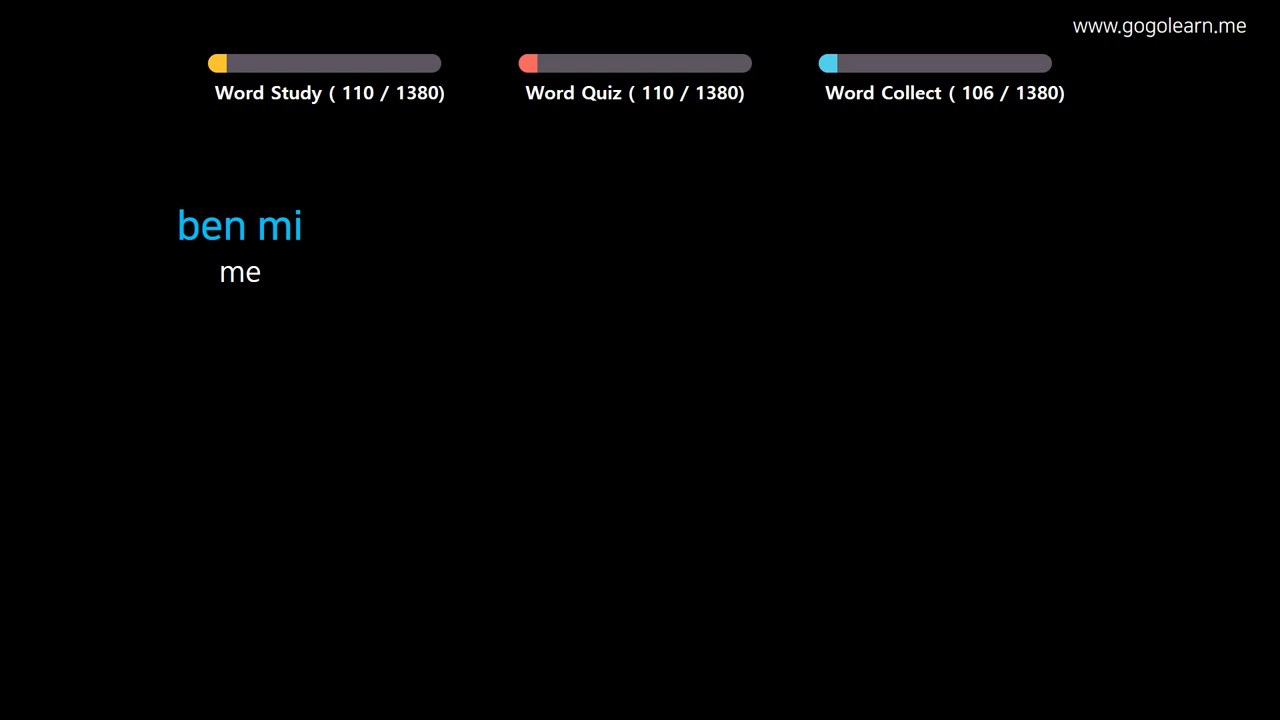 www.gogolearn.me
Word Study ( 110 / 1380)
Word Quiz ( 110 / 1380)
Word Collect ( 106 / 1380)
ben mi
me